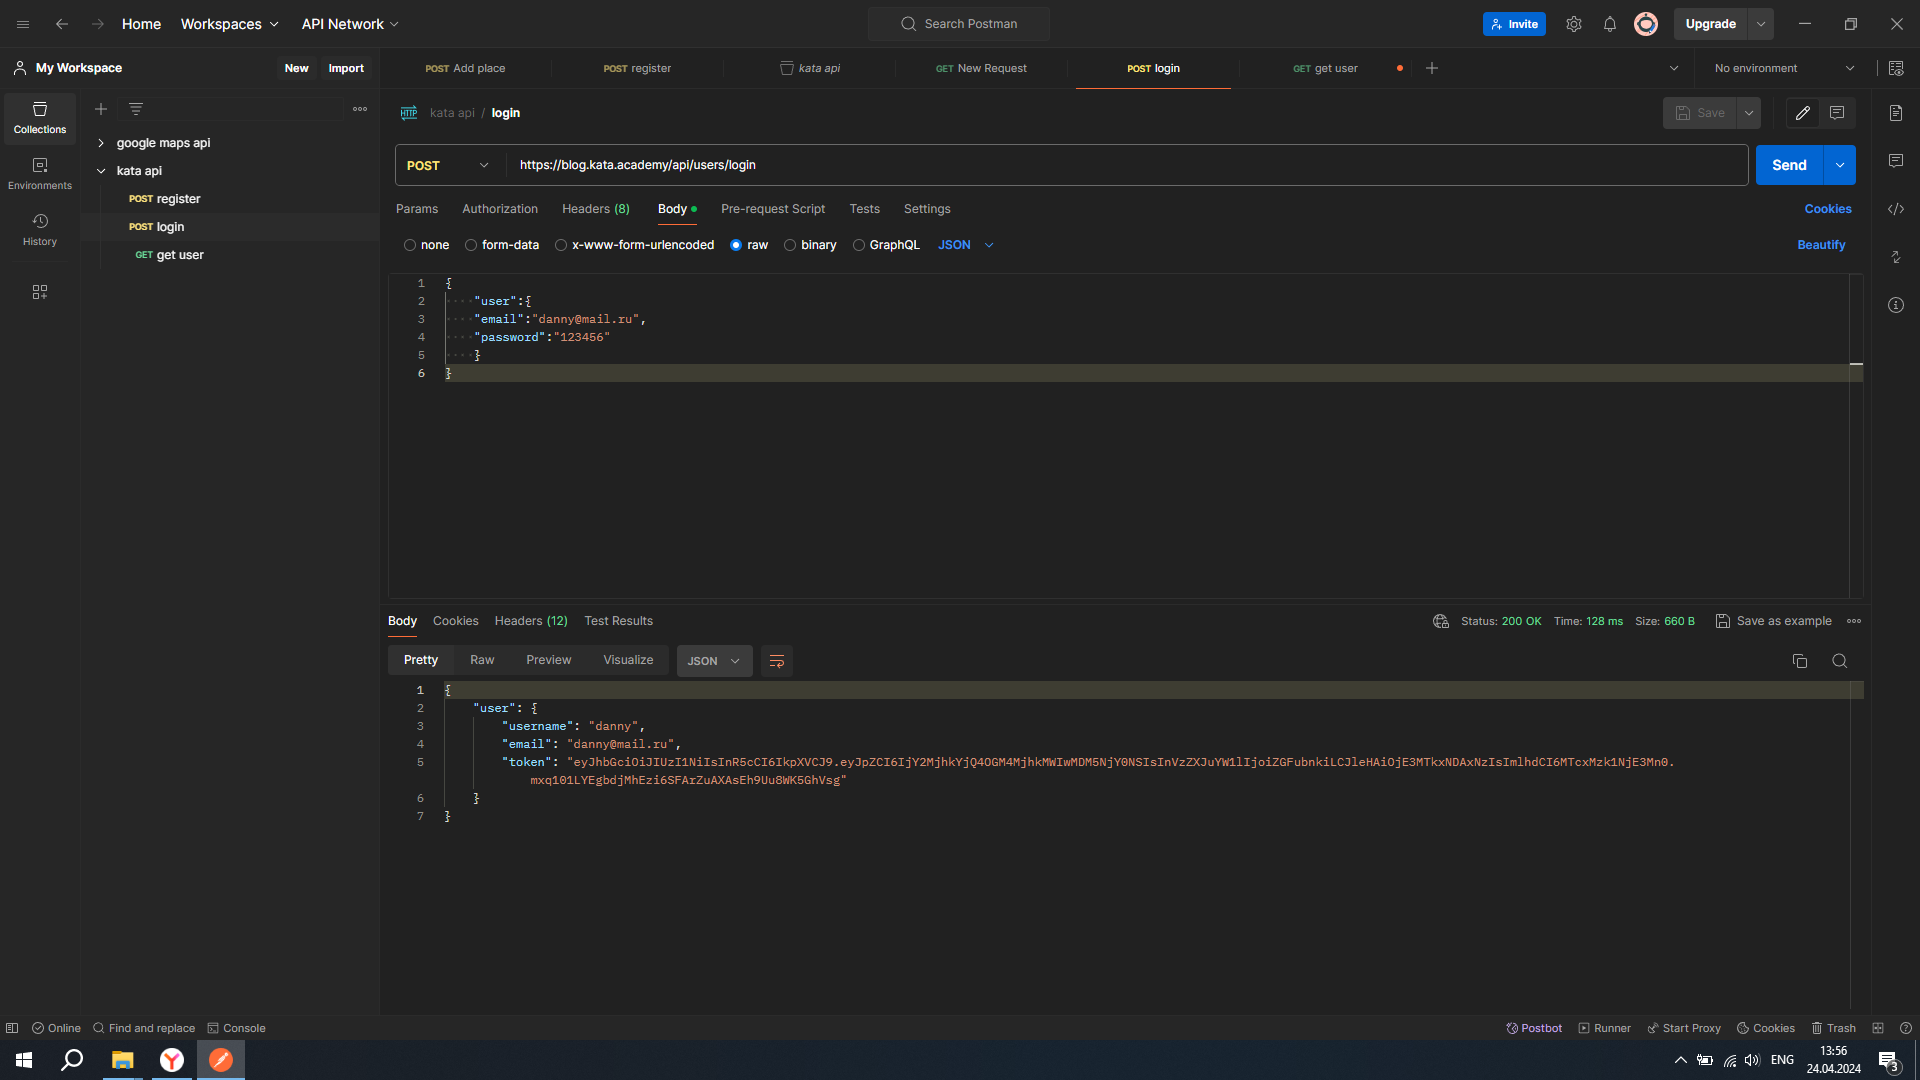 Home Workspaces API Network Search Postman Invite Upgrade
My Workspace New Import POST Add place POST register kata api GET New Request POST login GET get user No environment
Collections
Environments
History
google maps api
kata api
POST register
POST login
GET get user
HTTP kata api / login Save
POST https://blog.kata.academy/api/users/login Send
Params Authorization Headers (8) Body Pre-request Script Tests Settings Cookies
none form-data x-www-form-urlencoded raw binary GraphQL JSON Beautify
1 {
2 "user":{
3 "email":"danny@mail.ru",
4 "password":"123456"
5 }
6 }
Body Cookies Headers (12) Test Results Status: 200 OK Time: 128 ms Size: 660 B Save as example
Pretty Raw Preview Visualize JSON
1 {
2 "user": {
3 "username": "danny",
4 "email": "danny@mail.ru",
5 "token": "eyJhbGciOiJIUzI1NiIsInR5cCI6IkpXVCJ9.eyJpZCI6IjY2MjhkYjQ4OGM4MjhkMWIwMDM5NjY0NSIsInVzZXJuYW1lIjoiZGFubnkiLCJleHAiOjE3MTkxNDAxNzIsImlhdCI6MTcxMzk1NjE3Mn0.
mxq101LYEgbdjMhEzi6SFArZuAXAsEh9Uu8WK5GhVsg"
6 }
7 }
Online Find and replace Console Postbot Runner Start Proxy Cookies Trash
ENG 13:56
24.04.2024 3